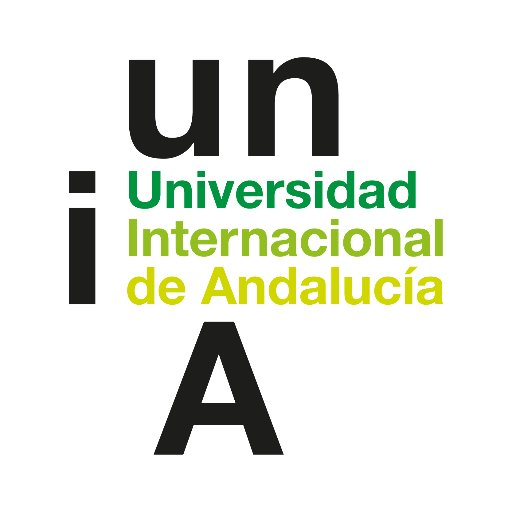 un
i
Universidad
Internacional
de Andalucía
A